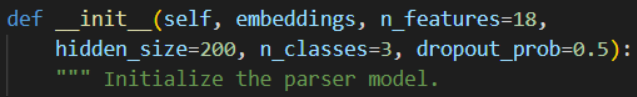 def __init__(self, embeddings, n_features=18,
hidden_size=200, n_classes=3, dropout_prob=0.5):
""" Initialize the parser model.